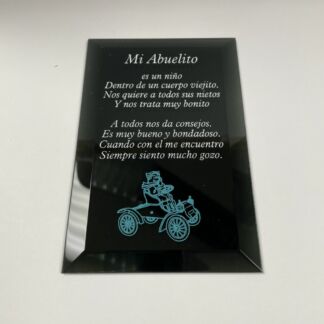 Mi Abuelito
es un niño
Dentro de un cuerpo viejito.
Nos quiere a todos sus nietos
Y nos trata muy bonito
A todos nos da consejos.
Es muy bueno y bondadoso.
Cuando con el me encuentro
Siempre siento mucho gozo.